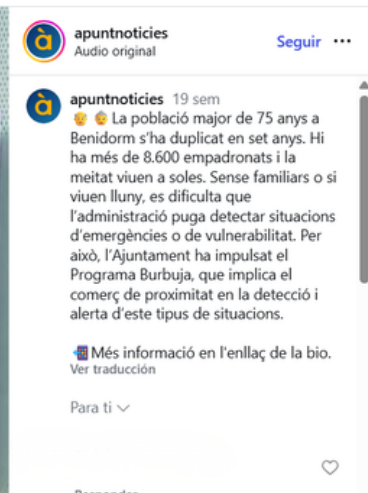 apuntnoticies
Audio original
Seguir ···
à
à
apuntnoticies 19 sem
👴 👵 La població major de 75 anys a
Benidorm s'ha duplicat en set anys. Hi
ha més de 8.600 empadronats i la
meitat viuen a soles. Sense familiars o si
viuen lluny, es dificulta que
l'administració puga detectar situacions
d'emergències o de vulnerabilitat. Per
això, l'Ajuntament ha impulsat el
Programa Burbuja, que implica el
comerç de proximitat en la detecció i
alerta d'este tipus de situacions.
📲Més informació en l'enllaç de la bio.
Ver traducción
Para ti